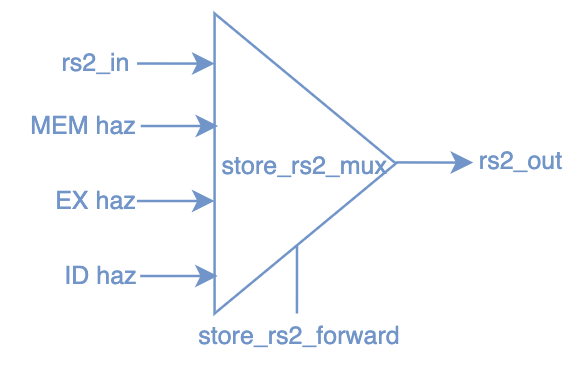 rs2_in
MEM haz
store_rs2_mux
rs2_out
EX haz
ID haz
store_rs2_forward